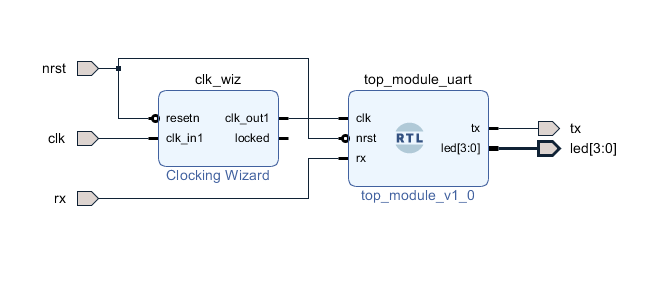 nrst
clk
rx
clk_wiz
resetn
clk_in1
clk_out1
locked
Clocking Wizard
top_module_uart
clk
nrst
rx
RTL
tx
led[3:0]
top_module_v1_0
tx
led[3:0]